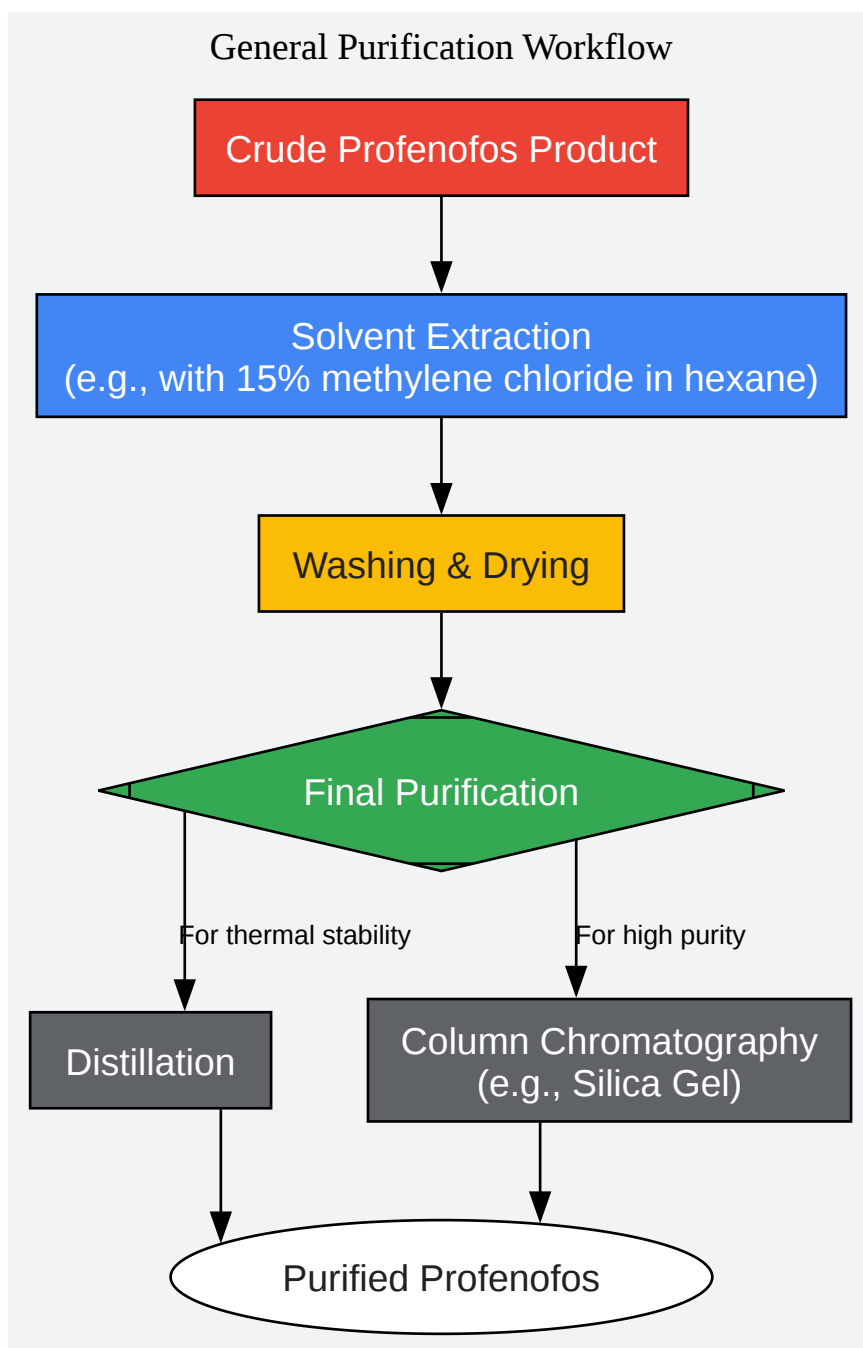 General Purification Workflow
Crude Profenofos Product
Solvent Extraction
(e.g., with 15% methylene chloride in hexane)
Washing & Drying
Final Purification
For thermal stability
For high purity
Distillation
Column Chromatography
(e.g., Silica Gel)
Purified Profenofos